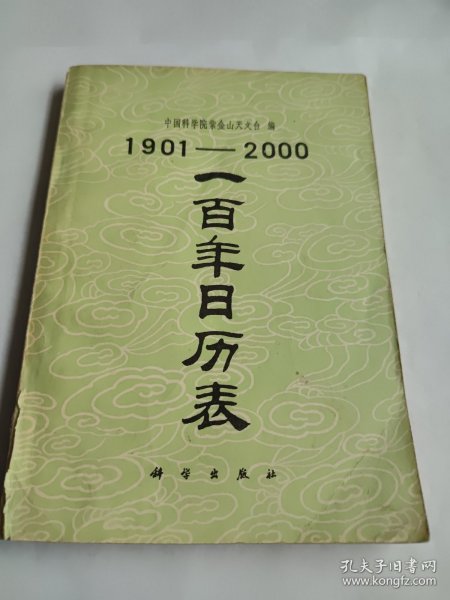 中国科学院紫金山天文台 编
1901—2000
一百年日历表
科学出版社
孔夫子旧书网
www.kongfz.com